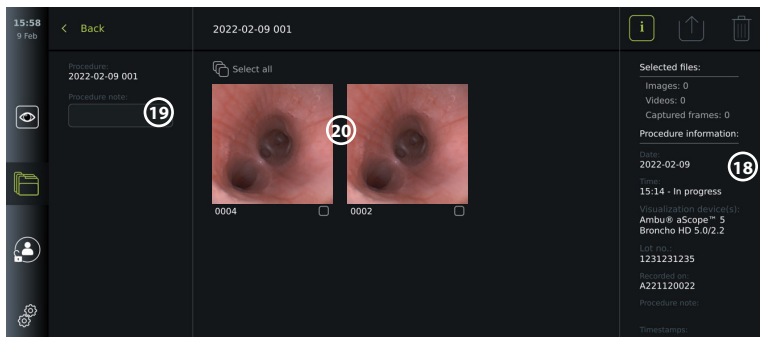 15:58
9 Feb
Back
2022-02-09 001
i
Procedure:
2022-02-09 001
Procedure note:
19
Select all
20
0004
0002
Selected files:
Images: 0
Videos: 0
Captured frames: 0
Procedure information:
Date:
2022-02-09
18
Time:
15:14 - In progress
Visualization device(s):
Ambu® aScope™ 5
Broncho HD 5.0/2.2
Lot no.:
1231231235
Recorded on:
A221120022
Procedure note:
Timestamps: